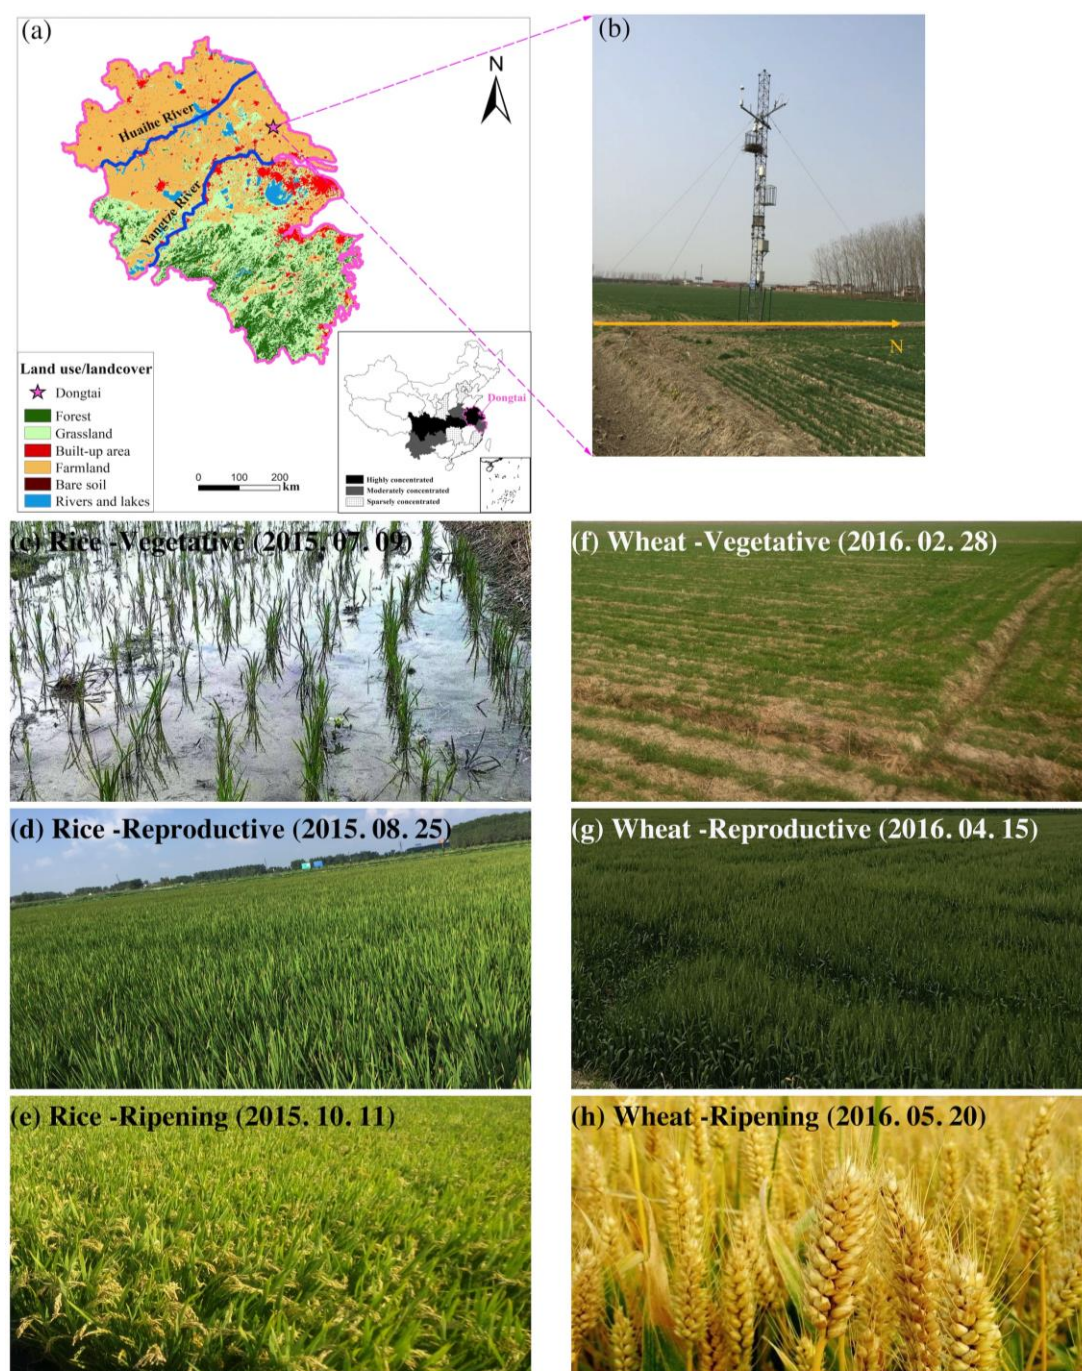 (a)
N
Huaihe River
Yangtze River
Land use/landcover
Dongtai
Forest
Grassland
Built-up area
Farmland
Bare soil
Rivers and lakes
0 100 200
km
Dongtai
Highly concentrated
Moderately concentrated
Sparsely concentrated
(b)
N
(c) Rice -Vegetative (2015. 07. 09)
(f) Wheat -Vegetative (2016. 02. 28)
(d) Rice -Reproductive (2015. 08. 25)
(g) Wheat -Reproductive (2016. 04. 15)
(e) Rice -Ripening (2015. 10. 11)
(h) Wheat -Ripening (2016. 05. 20)